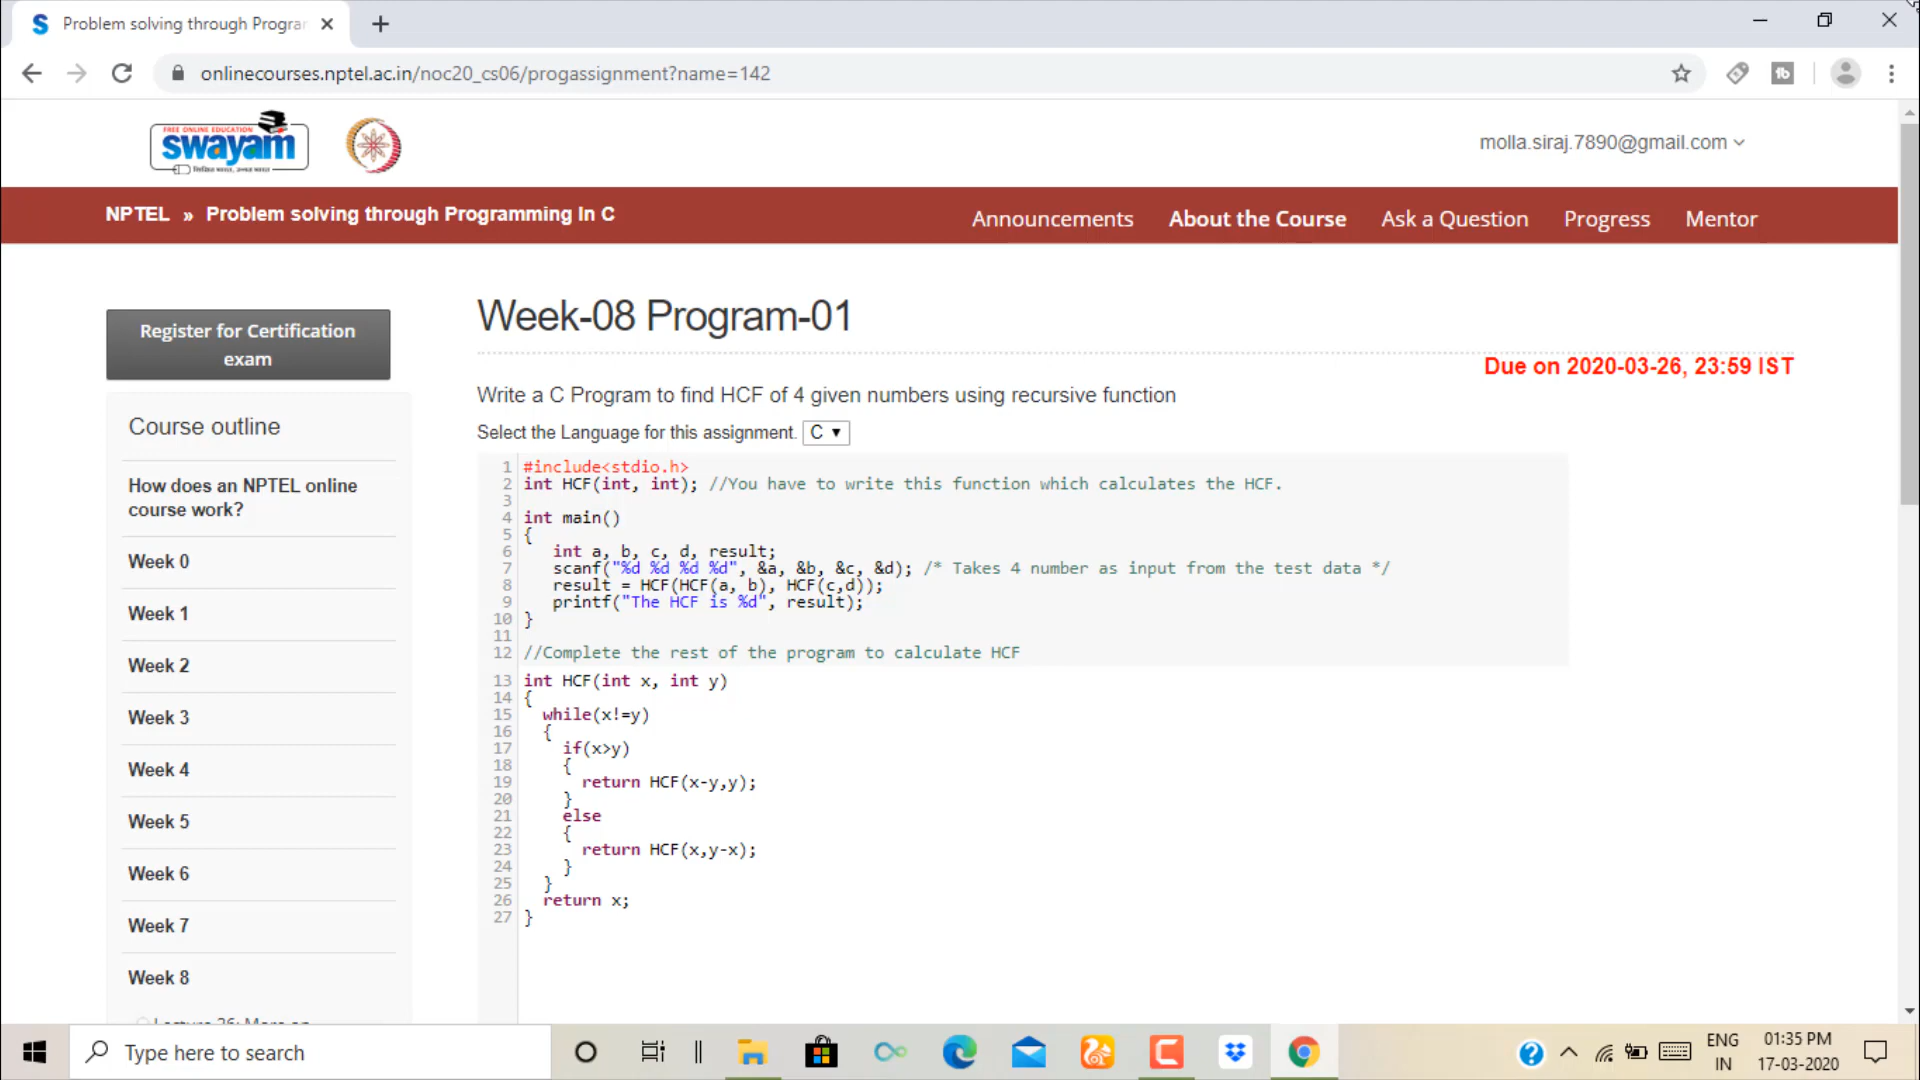 Problem solving through Progra
onlinecourses.nptel.ac.in/noc20_cs06/progassignment?name=142
FREE ONLINE EDUCATION
swayam
molla.siraj.7890@gmail.com
NPTEL » Problem solving through Programming In C
Announcements About the Course Ask a Question Progress Mentor
Register for Certification
exam
Course outline
How does an NPTEL online
course work?
Week 0
Week 1
Week 2
Week 3
Week 4
Week 5
Week 6
Week 7
Week 8
Week-08 Program-01
Due on 2020-03-26, 23:59 IST
Write a C Program to find HCF of 4 given numbers using recursive function
Select the Language for this assignment. C
1 #include<stdio.h>
2 int HCF(int, int); //You have to write this function which calculates the HCF.
3
4 int main()
5 {
6 int a, b, c, d, result;
7 scanf("%d %d %d %d", &a, &b, &c, &d); /* Takes 4 number as input from the test data */
8 result = HCF(HCF(a, b), HCF(c,d));
9 printf("The HCF is %d", result);
10 }
11
12 //Complete the rest of the program to calculate HCF
13 int HCF(int x, int y)
14 {
15 while(x!=y)
16 {
17 if(x>y)
18 {
19 return HCF(x-y,y);
20 }
21 else
22 {
23 return HCF(x,y-x);
24 }
25 }
26 return x;
27 }
Type here to search
ENG
IN
01:35 PM
17-03-2020